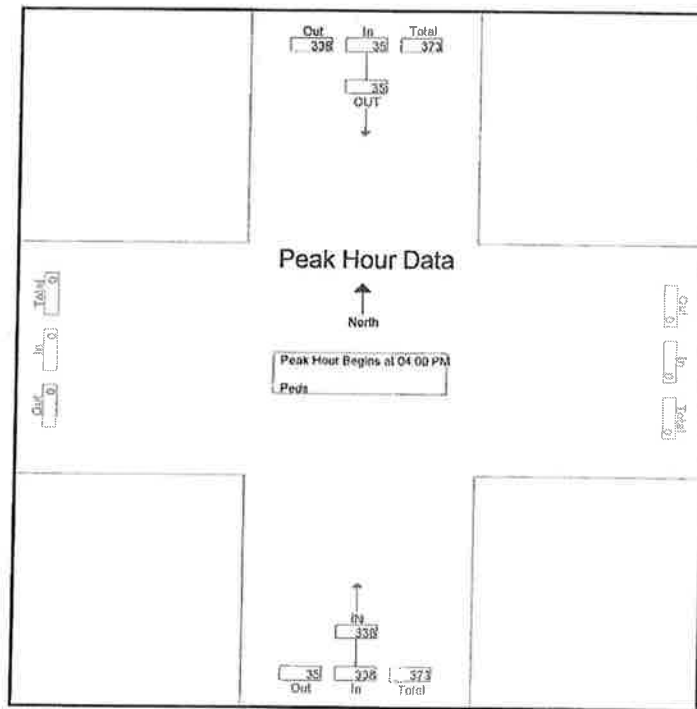 Out In Total
338 35 373
35
OUT
Peak Hour Data
North
Peak Hour Begins at 04:00 PM
Peds
Total
0
In
0
Out
0
Out
0
In
0
Total
0
IN
338
35 338 373
Out In Total